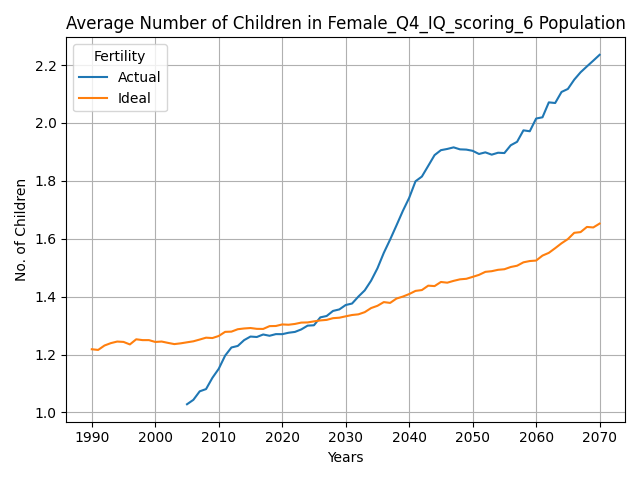 Average Number of Children in Female_Q4_IQ_scoring_6 Population
Fertility
Actual
Ideal
No. of Children
2.2
2.0
1.8
1.6
1.4
1.2
1.0
1990 2000 2010 2020 2030 2040 2050 2060 2070
Years